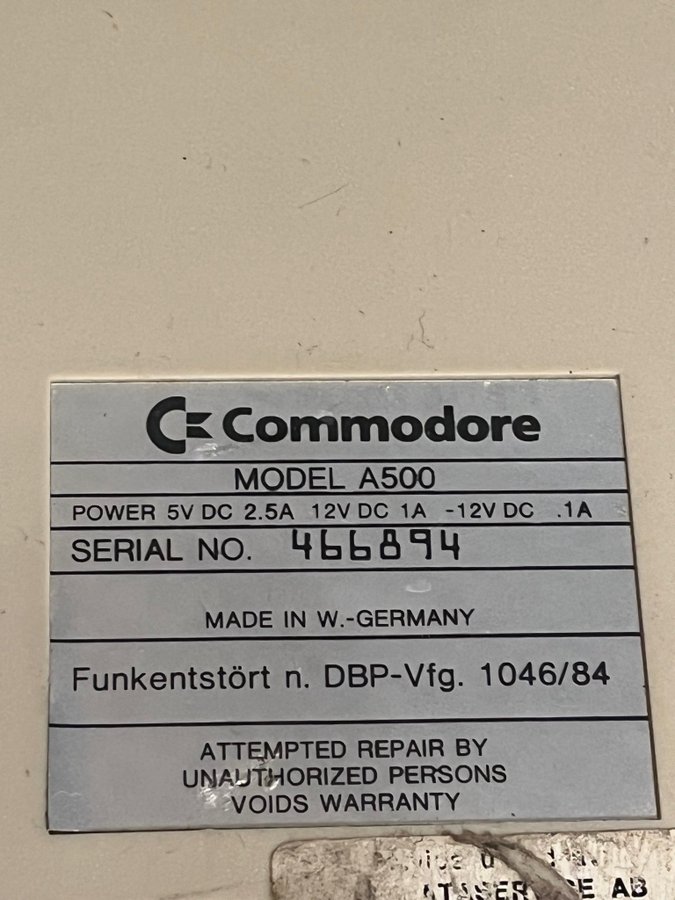 Commodore
MODEL A500
POWER 5V DC 2.5A 12V DC 1A -12V DC .1A
SERIAL NO. 466894
MADE IN W.-GERMANY
Funkentstört n. DBP-Vfg. 1046/84
ATTEMPTED REPAIR BY
UNAUTHORIZED PERSONS
VOIDS WARRANTY
AB